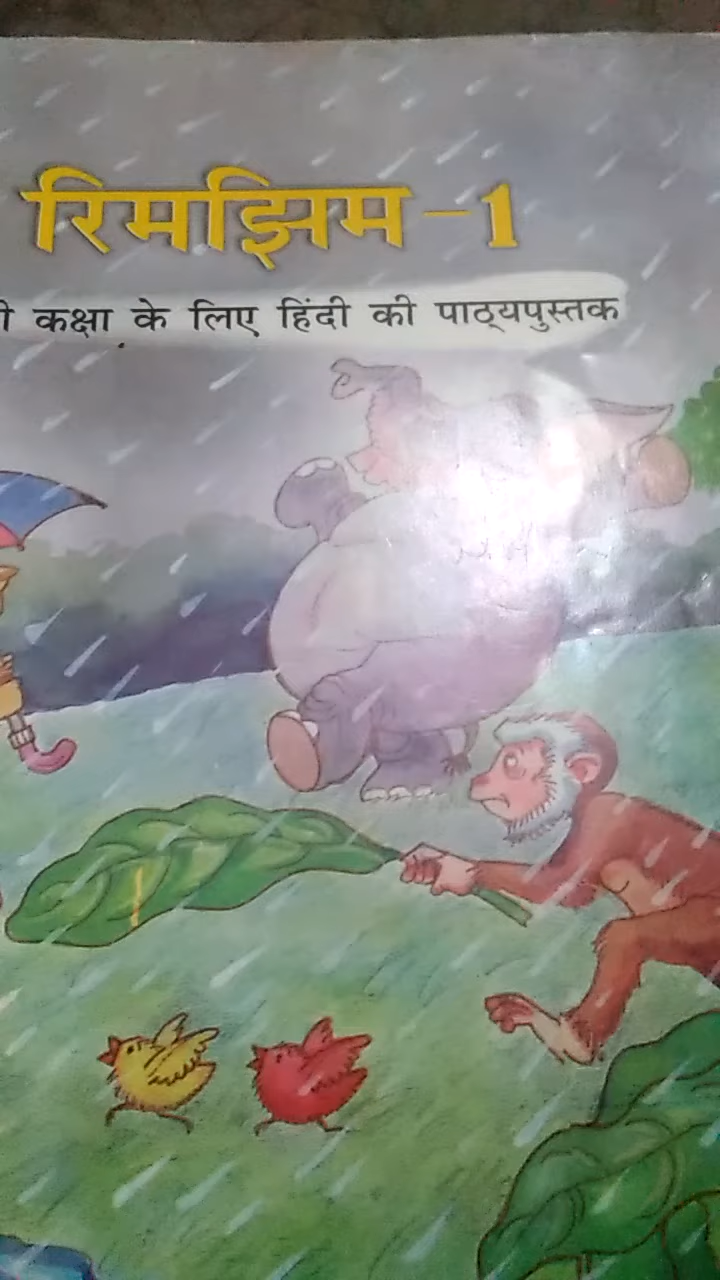 रिमझिम – 1
कक्षा के लिए हिंदी की पाठ्यपुस्तक